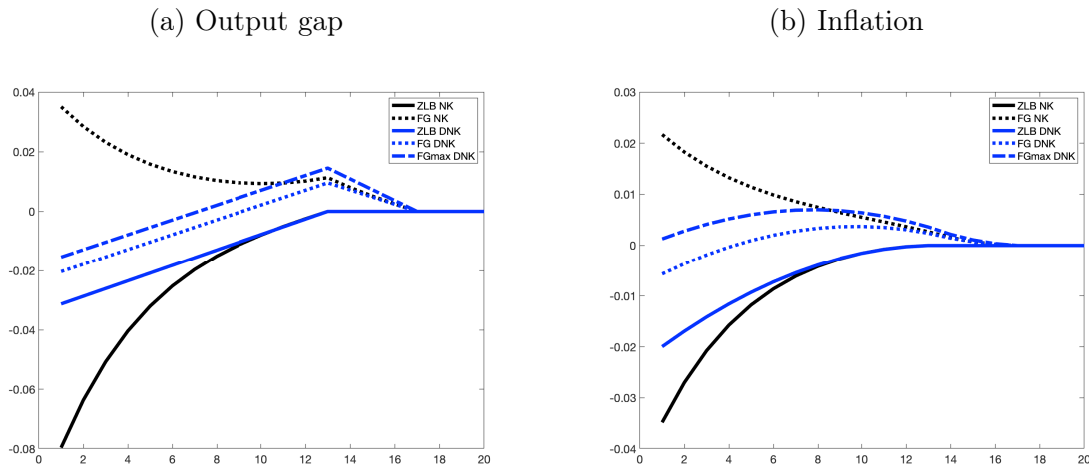 (a) Output gap
(b) Inflation
0.04
0.02
0
-0.02
-0.04
-0.06
-0.08
0 2 4 6 8 10 12 14 16 18 20
ZLB NK
FG NK
ZLB DNK
FG DNK
FGmax DNK
0.03
0.02
0.01
0
-0.01
-0.02
-0.03
-0.04
0 2 4 6 8 10 12 14 16 18 20
ZLB NK
FG NK
ZLB DNK
FG DNK
FGmax DNK